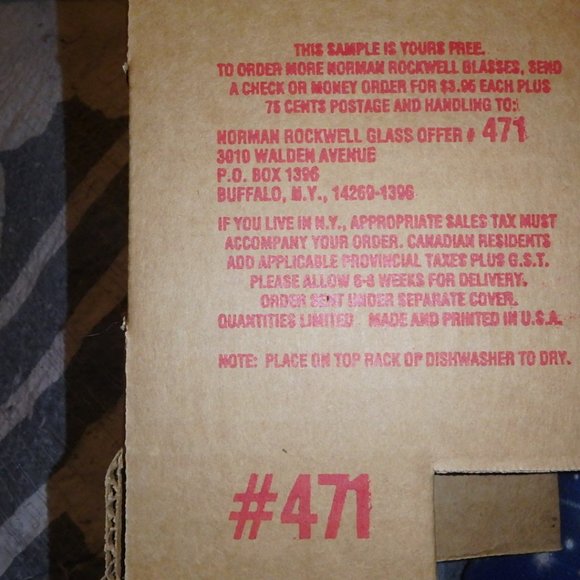 THIS SAMPLE IS YOURS FREE.
TO ORDER MORE NORMAN ROCKWELL GLASSES, SEND
A CHECK OR MONEY ORDER FOR $3.95 EACH PLUS
75 CENTS POSTAGE AND HANDLING TO:
NORMAN ROCKWELL GLASS OFFER # 471
3010 WALDEN AVENUE
P.O. BOX 1396
BUFFALO, N.Y., 14269-1396
IF YOU LIVE IN N.Y., APPROPRIATE SALES TAX MUST
ACCOMPANY YOUR ORDER. CANADIAN RESIDENTS
ADD APPLICABLE PROVINCIAL TAXES PLUS G.S.T.
PLEASE ALLOW 6-8 WEEKS FOR DELIVERY.
ORDER SENT UNDER SEPARATE COVER.
QUANTITIES LIMITED MADE AND PRINTED IN U.S.A.
NOTE: PLACE ON TOP RACK OF DISHWASHER TO DRY.
#471